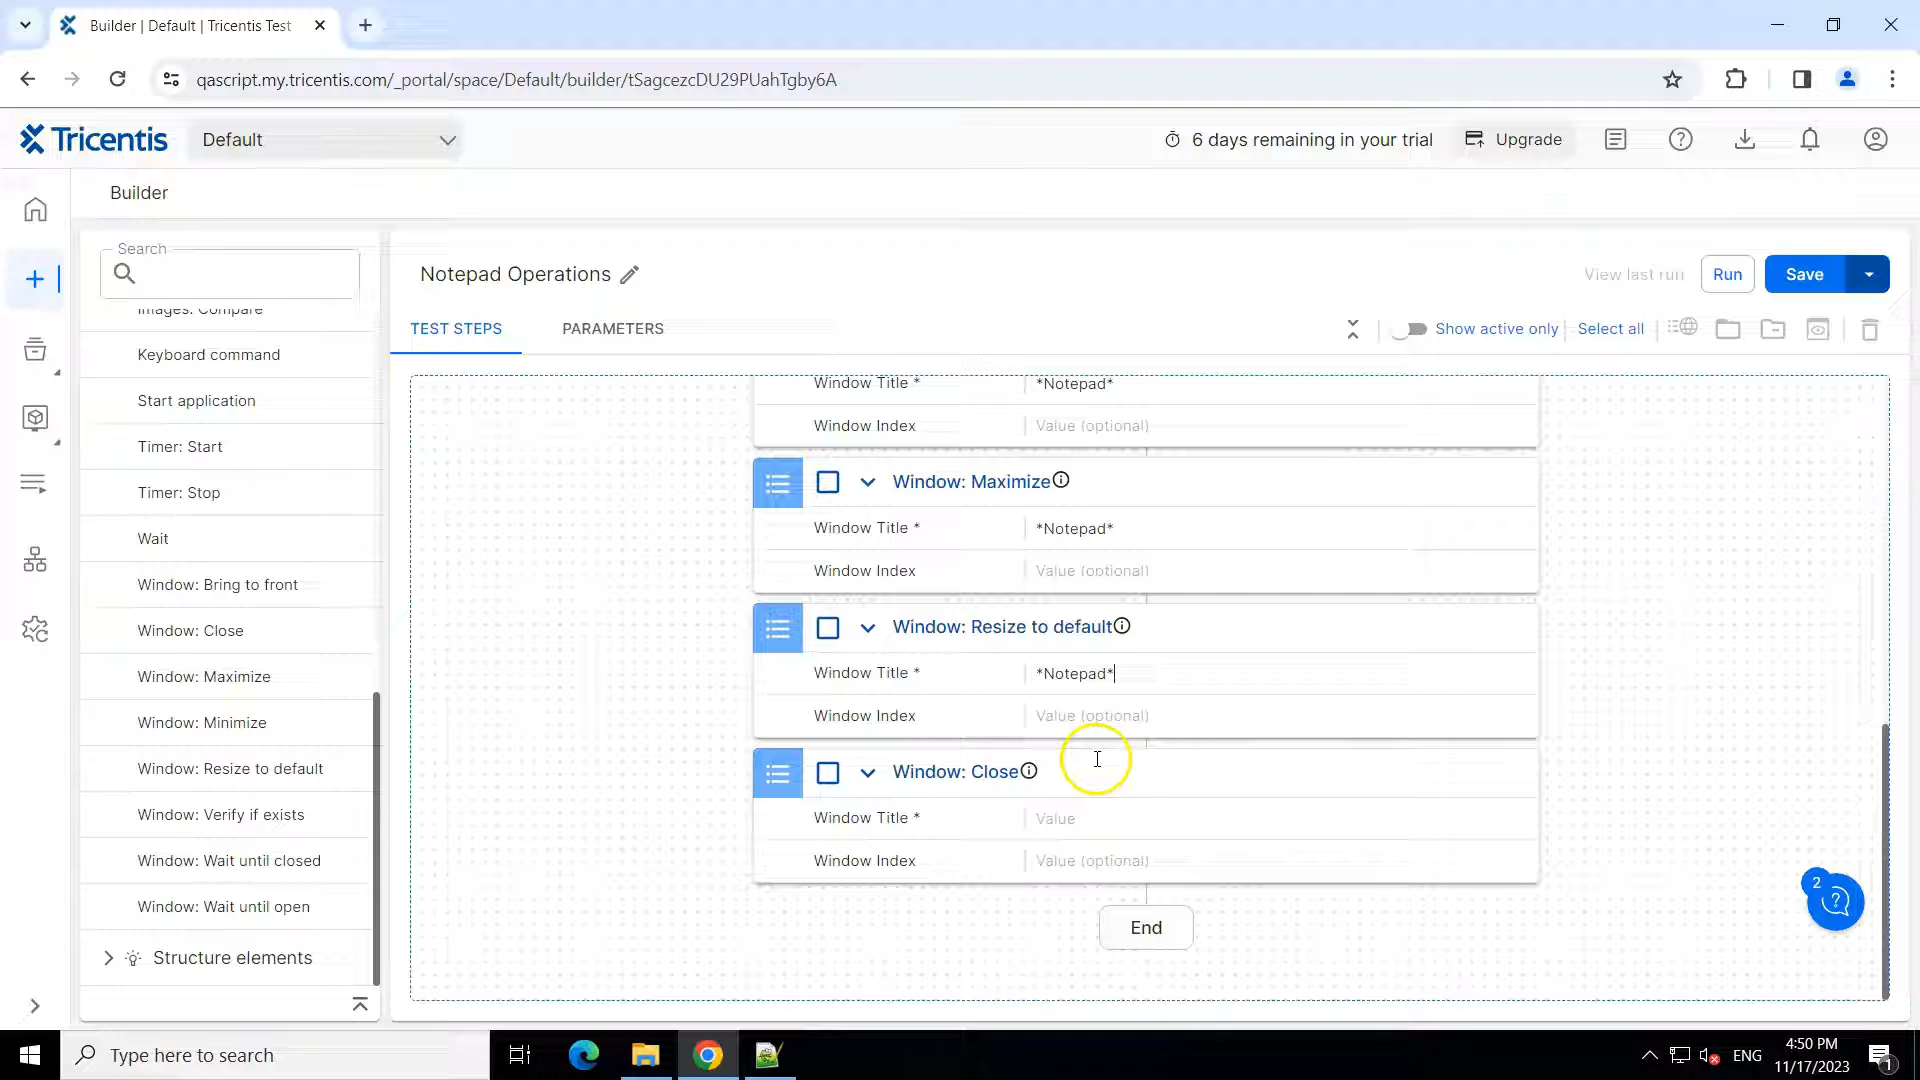 Builder | Default | Tricentis Test
qascript.my.tricentis.com/_portal/space/Default/builder/tSagcezcDU29PUahTgby6A
Tricentis
Default
6 days remaining in your trial
Upgrade
Builder
Search
Images: Compare
Keyboard command
Start application
Timer: Start
Timer: Stop
Wait
Window: Bring to front
Window: Close
Window: Maximize
Window: Minimize
Window: Resize to default
Window: Verify if exists
Window: Wait until closed
Window: Wait until open
Structure elements
Notepad Operations
View last run
Run
Save
TEST STEPS
PARAMETERS
Show active only
Select all
Window Title * *Notepad*
Window Index Value (optional)
Window: Maximize
Window Title * *Notepad*
Window Index Value (optional)
Window: Resize to default
Window Title * *Notepad*
Window Index Value (optional)
Window: Close
Window Title * Value
Window Index Value (optional)
End
2
Type here to search
ENG
4:50 PM
11/17/2023
1